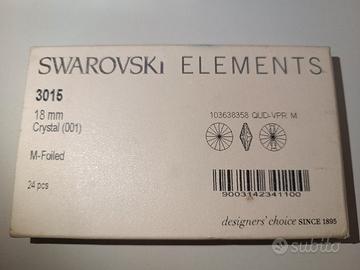 SWAROVSKI ELEMENTS
3015
18 mm
Crystal (001)
M-Foiled
24 pcs
103638358 QUD-VPR M
9003142341100
designers' choice SINCE 1895
subito